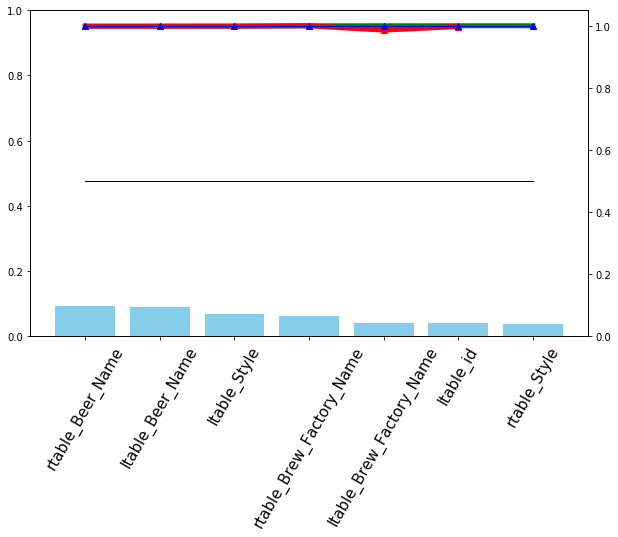 1.0
0.8
0.6
0.4
0.2
0.0
1.0
0.8
0.6
0.4
0.2
0.0
rtable_Beer_Name
ltable_Beer_Name
ltable_Style
rtable_Brew_Factory_Name
ltable_Brew_Factory_Name
ltable_id
rtable_Style